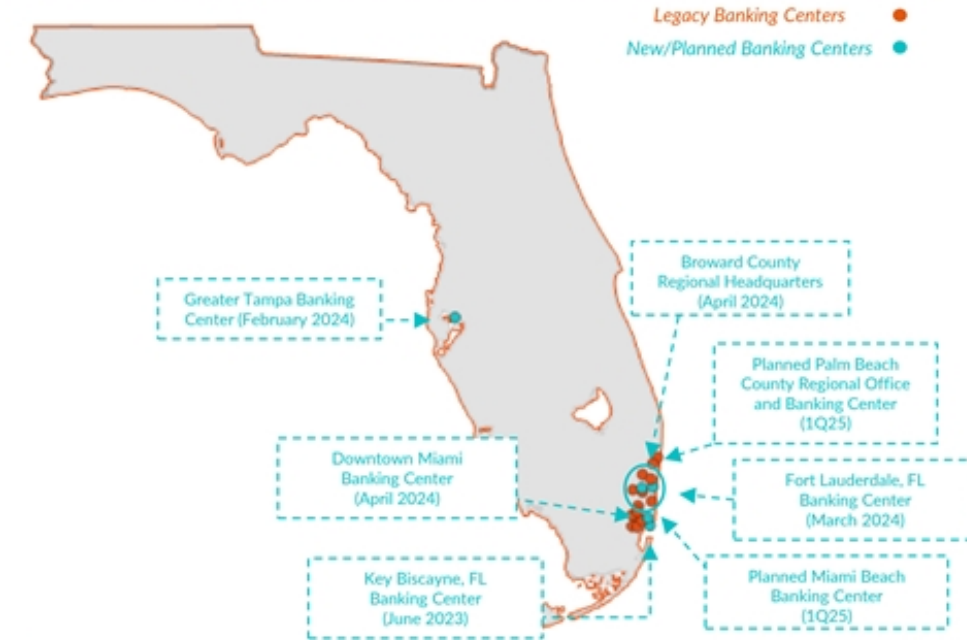 Legacy Banking Centers
New/Planned Banking Centers
Broward County
Regional Headquarters
(April 2024)
Greater Tampa Banking
Center (February 2024)
Planned Palm Beach
County Regional Office
and Banking Center
(1Q25)
Downtown Miami
Banking Center
(April 2024)
Fort Lauderdale, FL
Banking Center
(March 2024)
Key Biscayne, FL
Banking Center
(June 2023)
Planned Miami Beach
Banking Center
(1Q25)